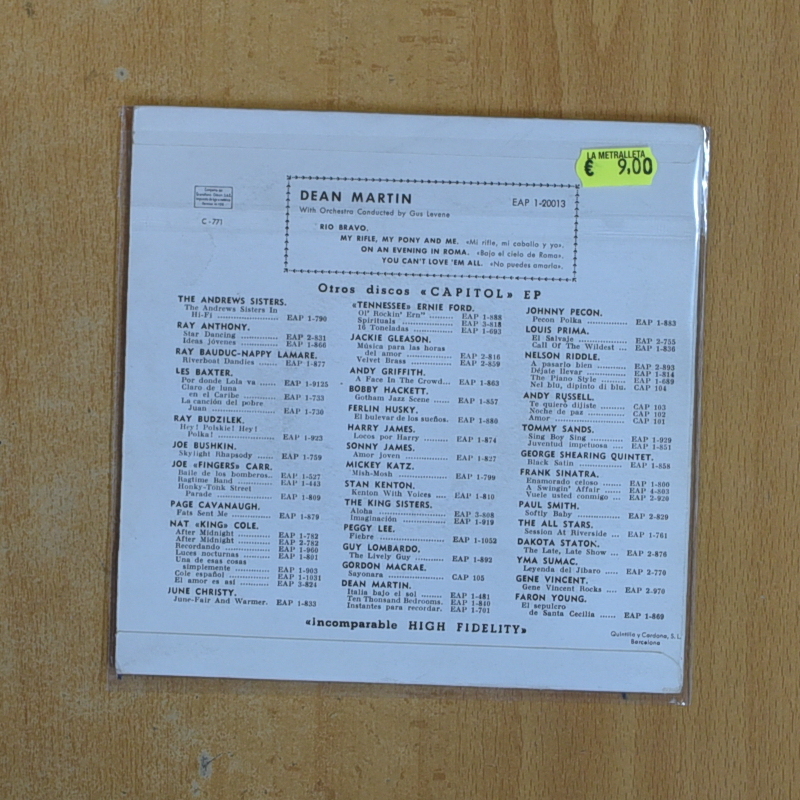 LA METRALLETA
€ 9,00
DEAN MARTIN EAP 1-20013
With Orchestra Conducted by Gus Levene
C-771
RIO BRAVO.
MY RIFLE, MY PONY AND ME. «Mi rifle, mi caballo y yo».
ON AN EVENING IN ROMA. «Bajo el cielo de Roma».
YOU CAN'T LOVE 'EM ALL. «No puedes amarla».
Otros discos «CAPITOL» EP
THE ANDREWS SISTERS.
The Andrews Sisters In
Hi-Fi ........ EAP 1-790
RAY ANTHONY.
Star Dancing ........ EAP 2-831
Ideas jóvenes ........ EAP 1-866
RAY BAUDUC-NAPPY LAMARE.
Riverboat Dandies ... EAP 1-877
LES BAXTER.
Por donde Lola va ... EAP 1-9125
Claro de luna
en el Caribe ........ EAP 1-733
La canción del pobre
Juan ........ EAP 1-730
RAY BUDZILEK.
Hey! Polskie! Hey!
Polka! ........ EAP 1-923
JOE BUSHKIN.
Skylight Rhapsody ... EAP 1-759
JOE «FINGERS» CARR.
Baile de los bomberos.. EAP 1-527
Ragtime Band ........ EAP 1-443
Honky-Tonk Street
Parade ........ EAP 1-809
PAGE CAVANAUGH.
Fats Sent Me ........ EAP 1-879
NAT «KING» COLE.
After Midnight ........ EAP 1-782
After Midnight ........ EAP 2-782
Recordando ........ EAP 1-960
Luces nocturnas ........ EAP 1-801
Una de esas rosas
simplemente ........ EAP 1-903
Cole español ........ EAP 1-1031
El amor es así ........ EAP 3-824
JUNE CHRISTY.
June-Fair And Warmer. EAP 1-833
«TENNESSEE» ERNIE FORD.
Ol' Rockin' Ern" ........ EAP 1-888
Spirituals ........ EAP 3-818
16 Toneladas ........ EAP 1-693
JACKIE GLEASON.
Música para las horas
del amor ........ EAP 2-816
Velvet Brass ........ EAP 2-859
ANDY GRIFFITH.
A Face In The Crowd... EAP 1-863
BOBBY HACKETT.
Gotham Jazz Scene ... EAP 1-857
FERLIN HUSKY.
El bulevar de los sueños. EAP 1-880
HARRY JAMES.
Locos por Harry ........ EAP 1-874
SONNY JAMES.
Amor joven ........ EAP 1-827
MICKEY KATZ.
Mish-Mosh ........ EAP 1-799
STAN KENTON.
Kenton With Voices .... EAP 1-810
THE KING SISTERS.
Aloha ........ EAP 3-808
Imaginación ........ EAP 1-919
PEGGY LEE.
Fiebre ........ EAP 1-1052
GUY LOMBARDO.
The Lively Guy ........ EAP 1-892
GORDON MACRAE.
Sayonara ........ CAP 105
DEAN MARTIN.
Italia bajo el sol ........ EAP 1-481
Ten Thousand Bedrooms. EAP 1-840
Instantes para recordar. EAP 1-701
JOHNNY PECON.
Pecon Polka ........ EAP 1-883
LOUIS PRIMA.
El Salvaje ........ EAP 2-755
Call Of The Wildest ... EAP 1-836
NELSON RIDDLE.
A pasarlo bien ........ EAP 2-893
Déjate llevar ........ EAP 1-814
The Piano Style ........ EAP 1-689
Nel blu, dipinto di blu. CAP 104
ANDY RUSSELL.
Te quiero dijiste ........ CAP 103
Noche de paz ........ CAP 102
Amor ........ CAP 101
TOMMY SANDS.
Sing Boy Sing ........ EAP 1-929
Juventud impetuosa ... EAP 1-851
GEORGE SHEARING QUINTET.
Black Satin ........ EAP 1-858
FRANK SINATRA.
Enamorado celoso ........ EAP 1-800
A Swingin' Affair ........ EAP 4-803
Vuele usted conmigo ... EAP 2-920
PAUL SMITH.
Softly Baby ........ EAP 2-829
THE ALL STARS.
Session At Riverside ... EAP 1-761
DAKOTA STATON.
The Late, Late Show ... EAP 2-876
YMA SUMAC.
Leyenda del Jíbaro .... EAP 2-770
GENE VINCENT.
Gene Vincent Rocks .... EAP 2-970
FARON YOUNG.
El sepulcro
de Santa Cecilia ...... EAP 1-869
«incomparable HIGH FIDELITY»
Quintilla y Cardona, S. L.
Barcelona